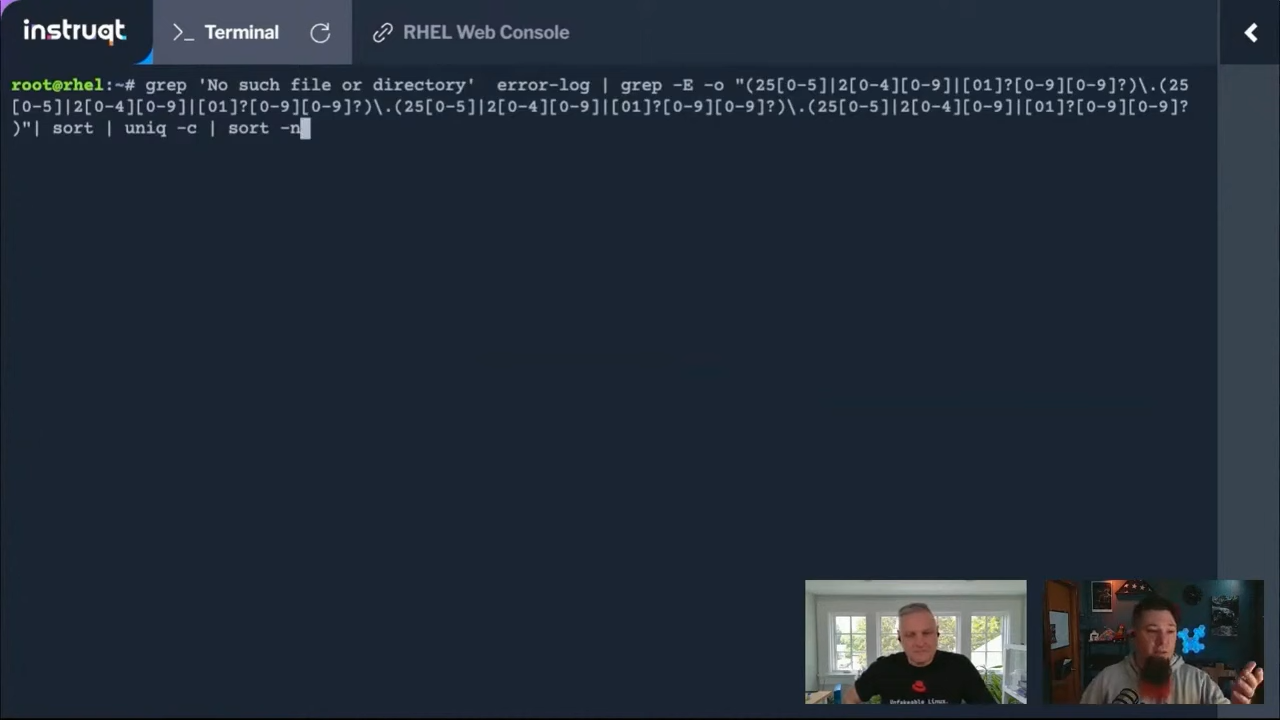 instruqt
>_ Terminal
RHEL Web Console
root@rhel:~# grep 'No such file or directory'  error-log | grep -E -o "(25[0-5]|2[0-4][0-9]|[01]?[0-9][0-9]?)\.(25
[0-5]|2[0-4][0-9]|[01]?[0-9][0-9]?)\.(25[0-5]|2[0-4][0-9]|[01]?[0-9][0-9]?)\.(25[0-5]|2[0-4][0-9]|[01]?[0-9][0-9]?
)"| sort | uniq -c | sort -n
Unfakeable Linux.